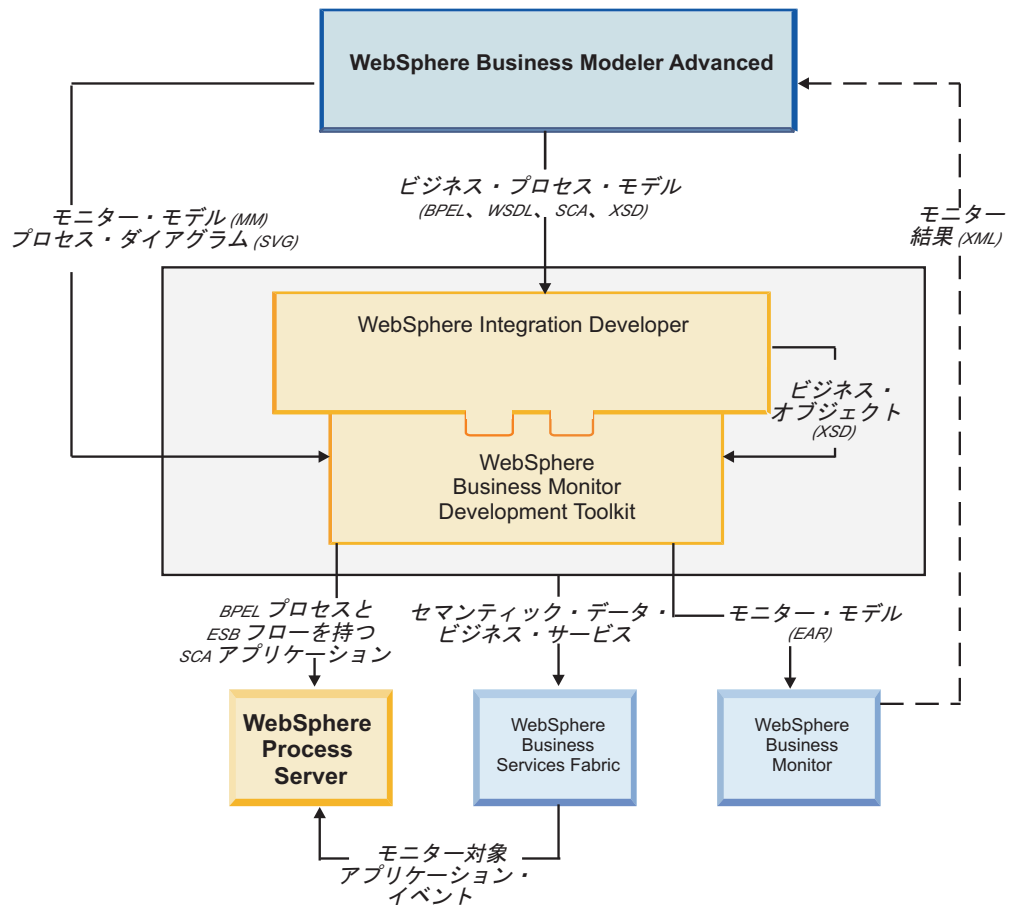 WebSphere Business Modeler Advanced
ビジネス・プロセス・モデル
(BPEL、WSDL、SCA、XSD)
モニター・モデル (MM)
プロセス・ダイアグラム (SVG)
モニター
結果 (XML)
WebSphere Integration Developer
ビジネス・
オブジェクト
(XSD)
WebSphere
Business Monitor
Development Toolkit
BPEL プロセスと
ESB フローを持つ
SCA アプリケーション
セマンティック・データ・
ビジネス・サービス
モニター・モデル
(EAR)
WebSphere
Process
Server
WebSphere
Business
Services Fabric
WebSphere
Business
Monitor
モニター対象
アプリケーション・
イベント